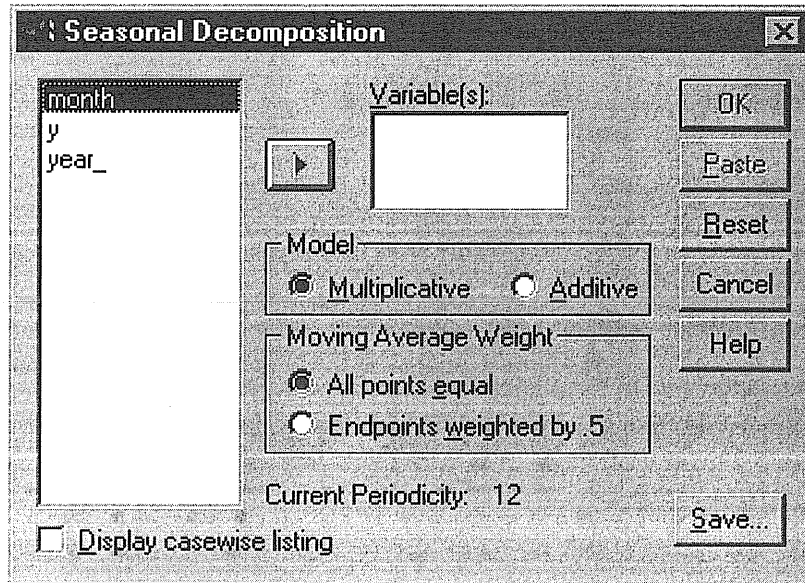 Seasonal Decomposition
month
y
year_
Variable(s):
Model
Multiplicative
Additive
Moving Average Weight
All points equal
Endpoints weighted by .5
Current Periodicity: 12
Display casewise listing
OK
Paste
Reset
Cancel
Help
Save...